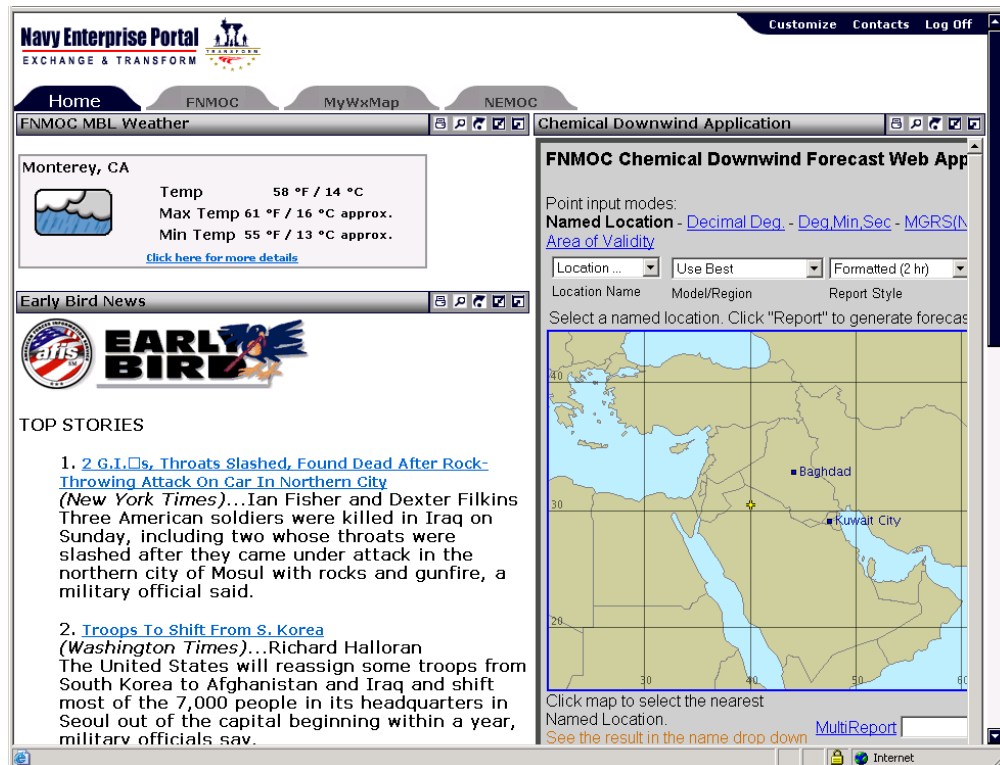 Customize Contacts Log Off
Navy Enterprise Portal
EXCHANGE & TRANSFORM
TRANSFORM
Home FNMOC MyWxMap NEMOC
FNMOC MBL Weather
Monterey, CA
Temp 58 °F / 14 °C
Max Temp 61 °F / 16 °C approx.
Min Temp 55 °F / 13 °C approx.
Click here for more details
Early Bird News
afis
EARLY
BIRD
TOP STORIES
1. 2 G.I.□s, Throats Slashed, Found Dead After Rock-
Throwing Attack On Car In Northern City
(New York Times)...Ian Fisher and Dexter Filkins
Three American soldiers were killed in Iraq on
Sunday, including two whose throats were
slashed after they came under attack in the
northern city of Mosul with rocks and gunfire, a
military official said.
2. Troops To Shift From S. Korea
(Washington Times)...Richard Halloran
The United States will reassign some troops from
South Korea to Afghanistan and Iraq and shift
most of the 7,000 people in its headquarters in
Seoul out of the capital beginning within a year,
military officials say.
Chemical Downwind Application
FNMOC Chemical Downwind Forecast Web App
Point input modes:
Named Location - Decimal Deg. - Deg,Min,Sec - MGRS(N
Area of Validity
Location ... Use Best Formatted (2 hr)
Location Name Model/Region Report Style
Select a named location. Click "Report" to generate forecas
40
Baghdad
30
Kuwait City
20
30 40 50 60
Click map to select the nearest
Named Location.
See the result in the name drop down
MultiReport
Internet